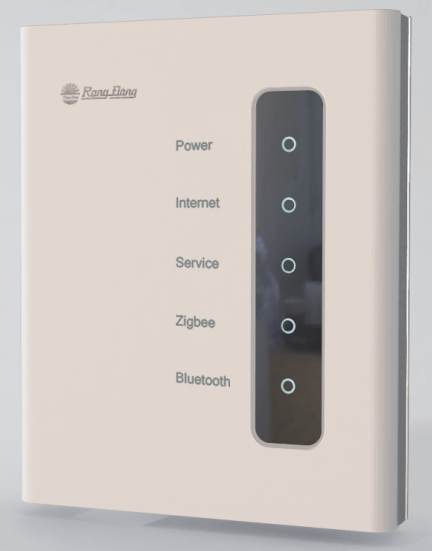 Rang Dong
Power
Internet
Service
Zigbee
Bluetooth